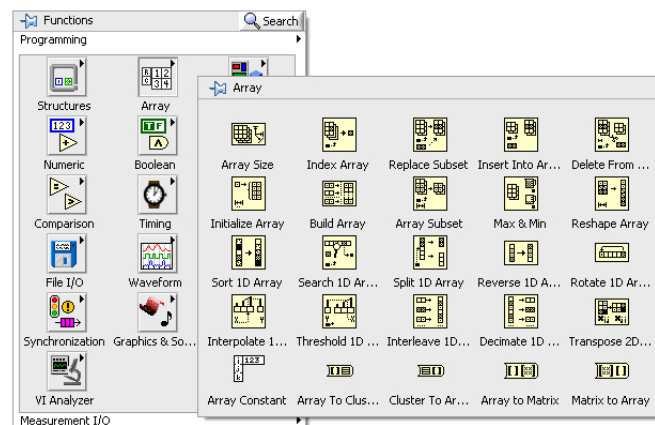 Functions
Search
Programming
Structures
Array
Numeric
Boolean
Comparison
Timing
File I/O
Waveform
Synchronization
Graphics & So...
VI Analyzer
Measurement I/O
Array
Array Size
Index Array
Replace Subset
Insert Into Ar...
Delete From ...
Initialize Array
Build Array
Array Subset
Max & Min
Reshape Array
Sort 1D Array
Search 1D Ar...
Split 1D Array
Reverse 1D A...
Rotate 1D Ar...
Interpolate 1...
Threshold 1D ...
Interleave 1D...
Decimate 1D ...
Transpose 2D...
Array Constant
Array To Clus...
Cluster To Ar...
Array to Matrix
Matrix to Array